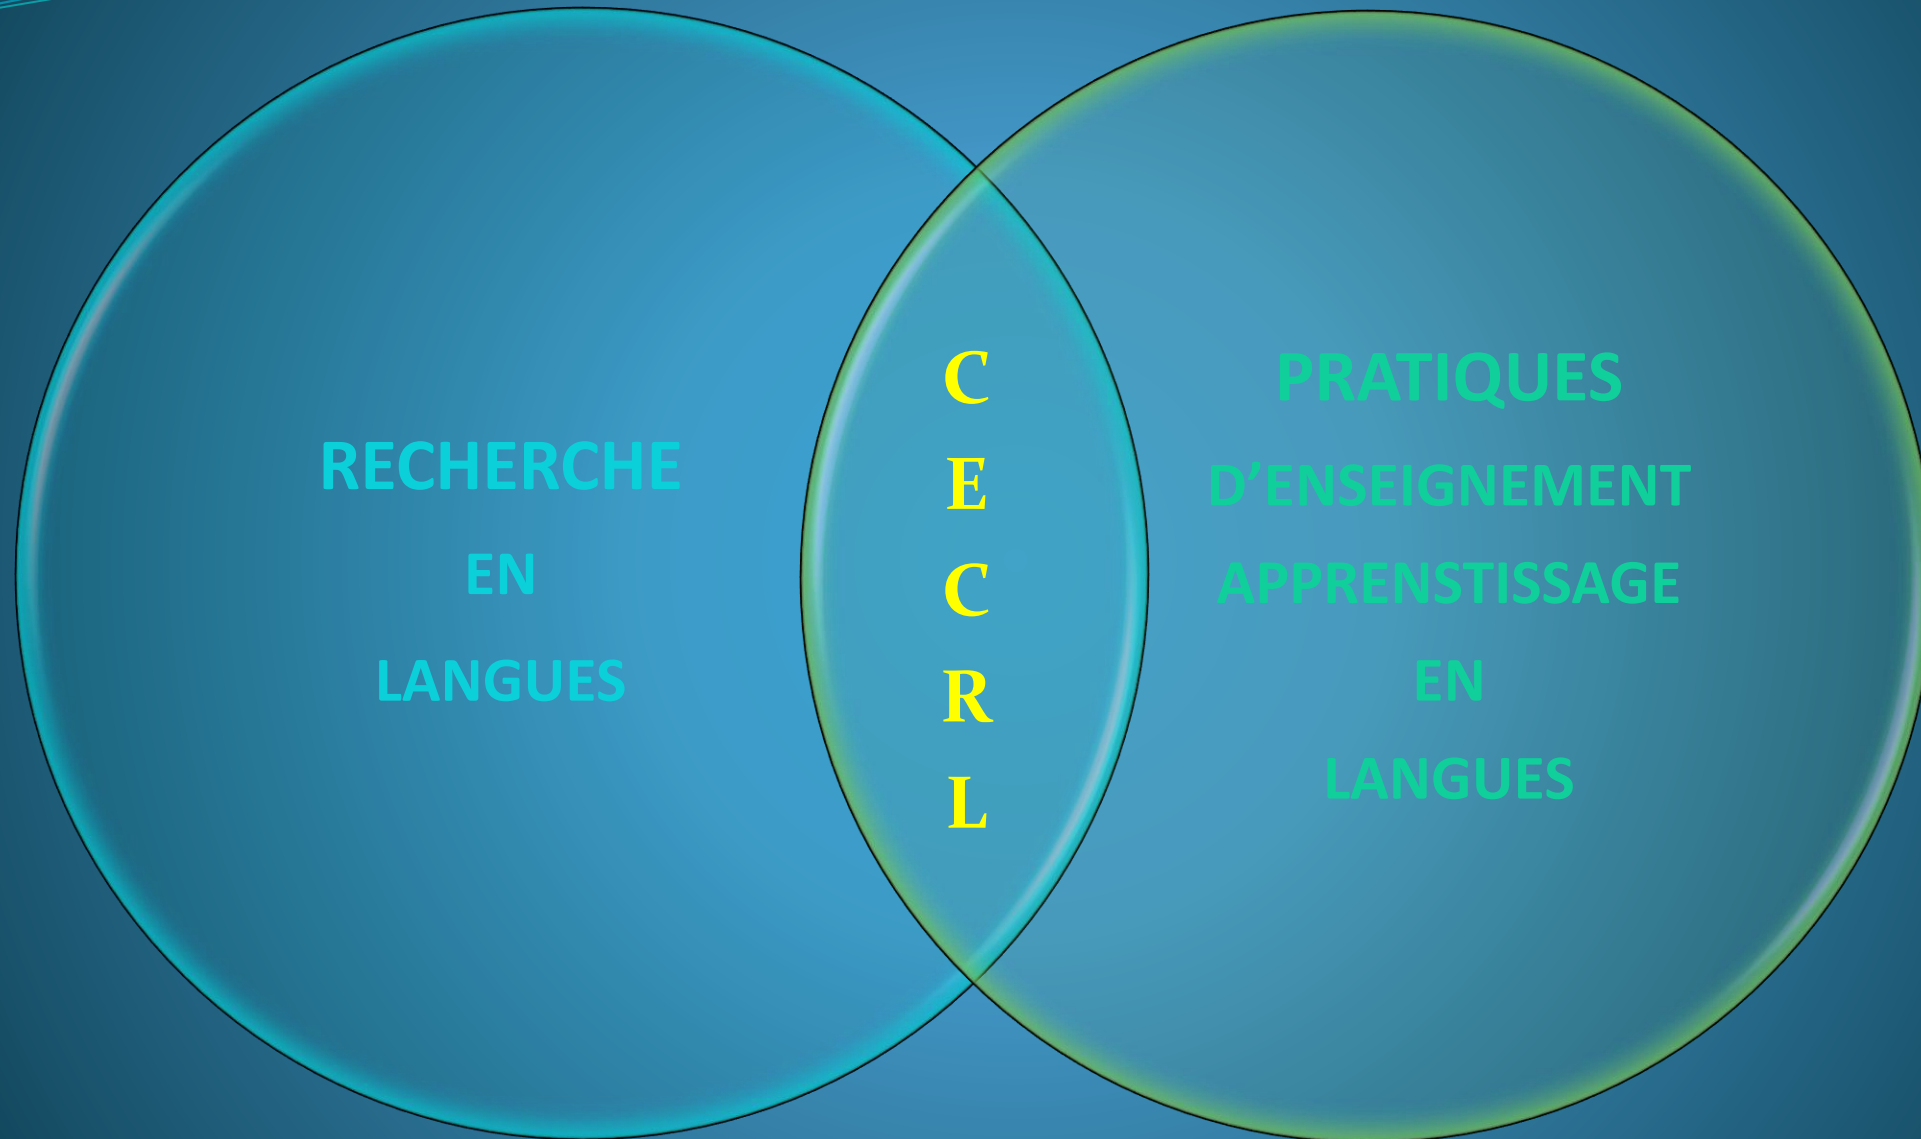 RECHERCHE
EN
LANGUES
C
E
C
R
L
PRATIQUES
D’ENSEIGNEMENT
APPRENSTISSAGE
EN
LANGUES